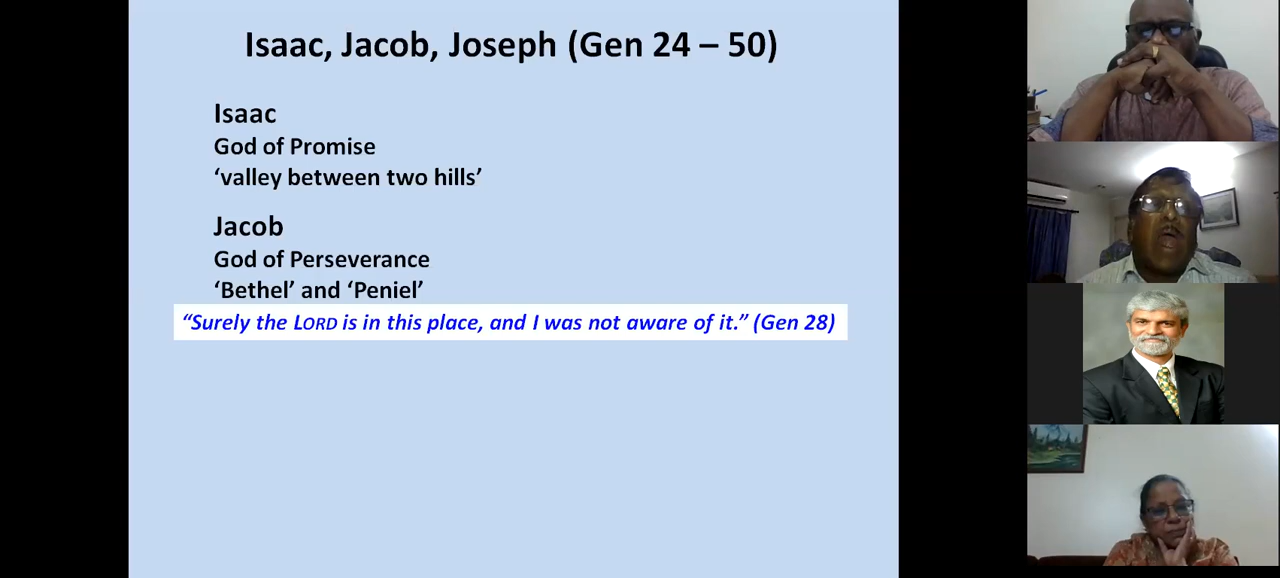 Isaac, Jacob, Joseph (Gen 24 – 50)
Isaac
God of Promise
‘valley between two hills’
Jacob
God of Perseverance
‘Bethel’ and ‘Peniel’
“Surely the LORD is in this place, and I was not aware of it.” (Gen 28)